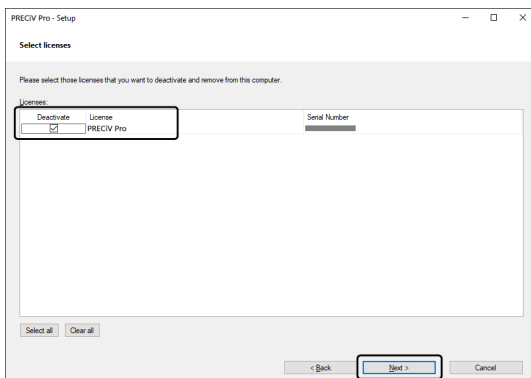 PRECiV Pro - Setup
Select licenses
Please select those licenses that you want to deactivate and remove from this computer.
Licenses:
Deactivate License Serial Number
PRECiV Pro
Select all Clear all
< Back Next > Cancel